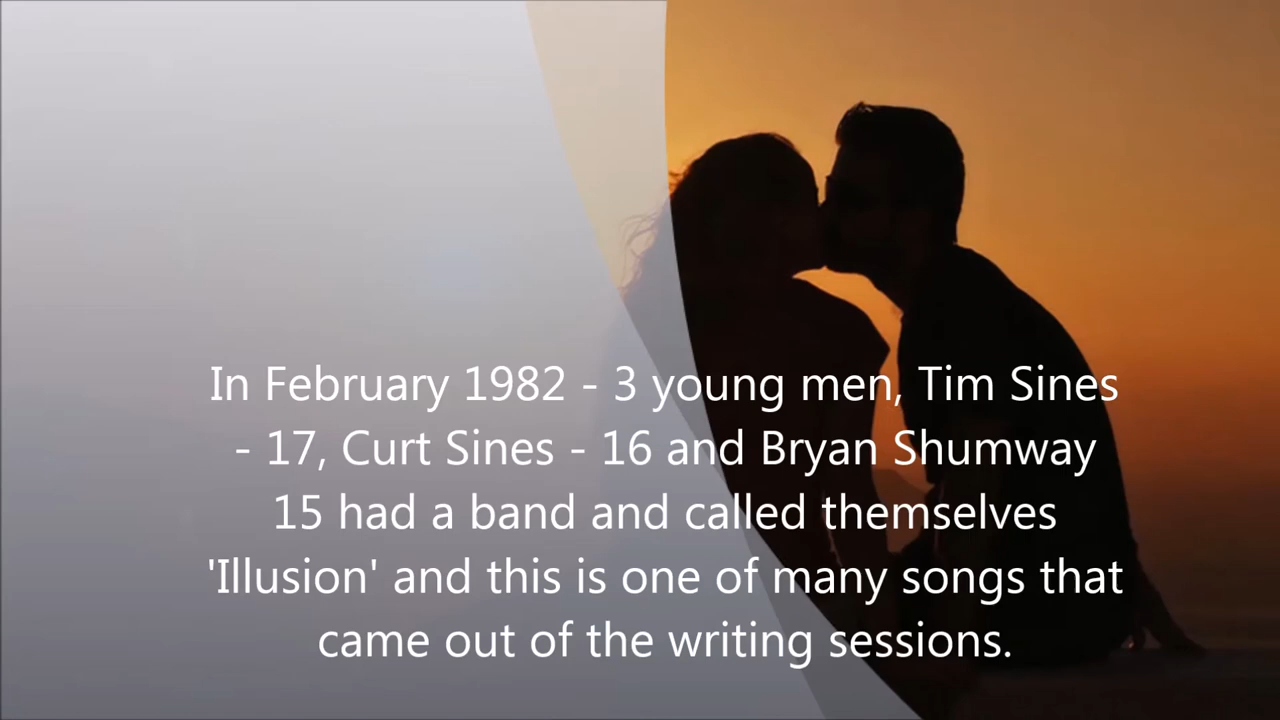 In February 1982 - 3 young men, Tim Sines
- 17, Curt Sines - 16 and Bryan Shumway
15 had a band and called themselves
'Illusion' and this is one of many songs that
came out of the writing sessions.